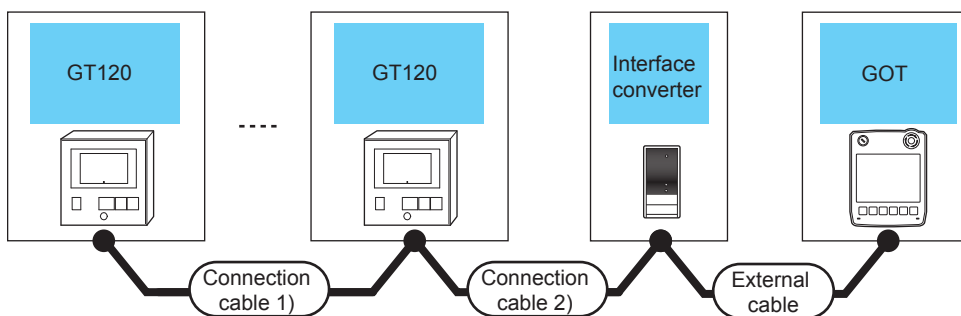 GT120
GT120
Interface
converter
GOT
Connection
cable 1)
Connection
cable 2)
External
cable